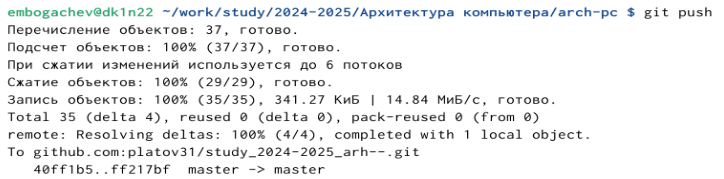 embogachev@dk1n22 ~/work/study/2024-2025/Архитектура компьютера/arch-pc $ git push
Перечисление объектов: 37, готово.
Подсчет объектов: 100% (37/37), готово.
При сжатии изменений используется до 6 потоков
Сжатие объектов: 100% (29/29), готово.
Запись объектов: 100% (35/35), 341.27 КиБ | 14.84 МиБ/с, готово.
Total 35 (delta 4), reused 0 (delta 0), pack-reused 0 (from 0)
remote: Resolving deltas: 100% (4/4), completed with 1 local object.
To github.com:platov31/study_2024-2025_arh--.git
   40ff1b5..ff217bf  master -> master